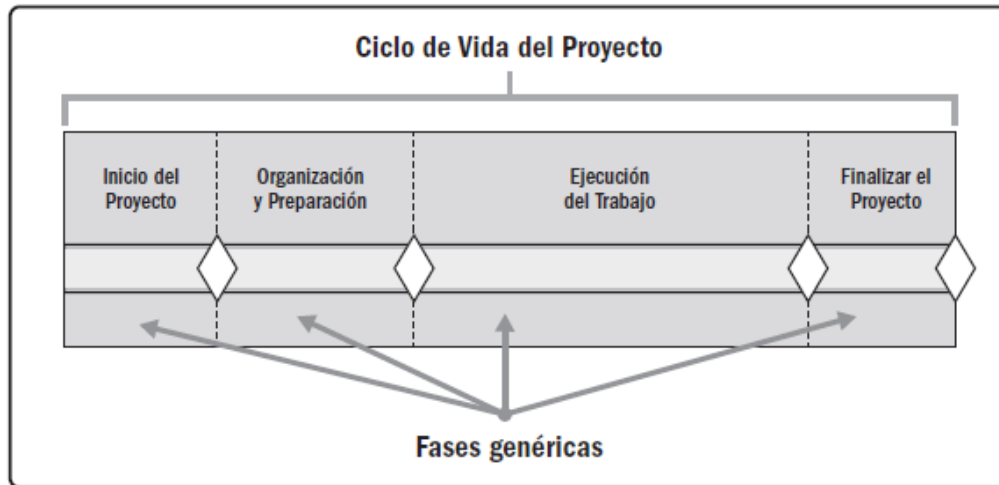 Ciclo de Vida del Proyecto
Inicio del
Proyecto
Organización
y Preparación
Ejecución
del Trabajo
Finalizar el
Proyecto
Fases genéricas